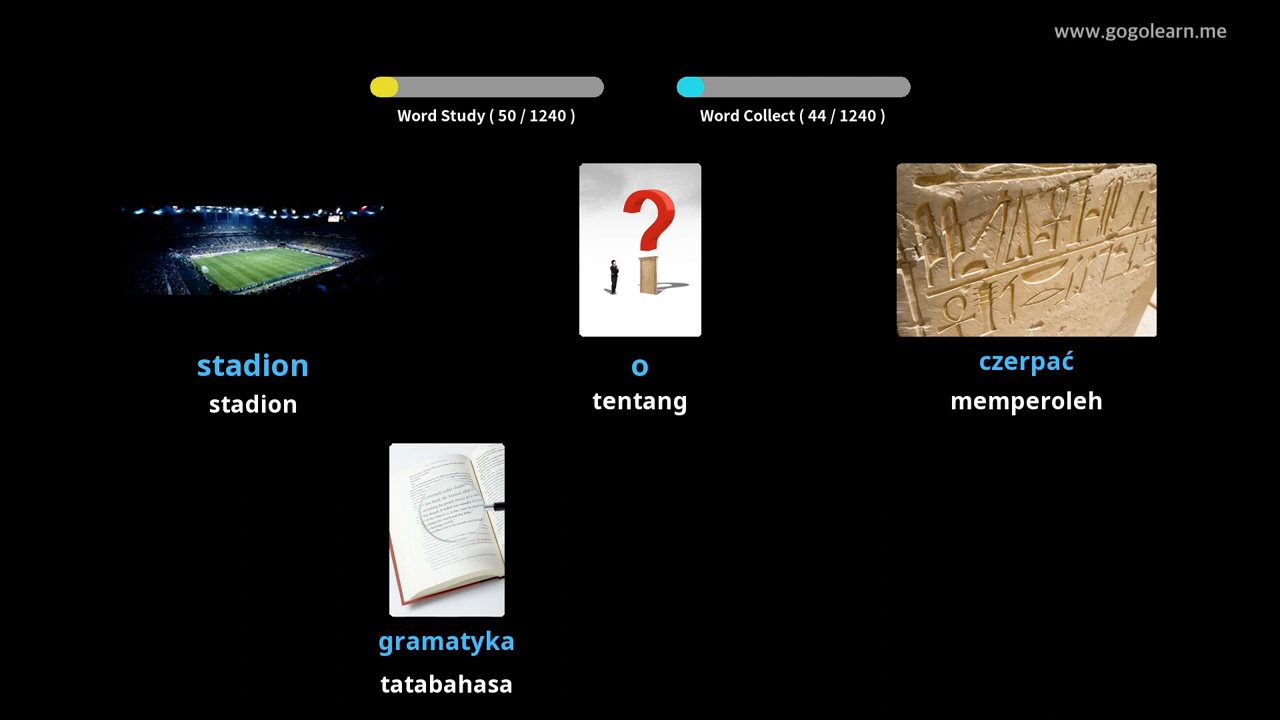 www.gogolearn.me
Word Study ( 50 / 1240 )
Word Collect ( 44 / 1240 )
stadion
stadion
o
tentang
czerpać
memperoleh
gramatyka
tatabahasa